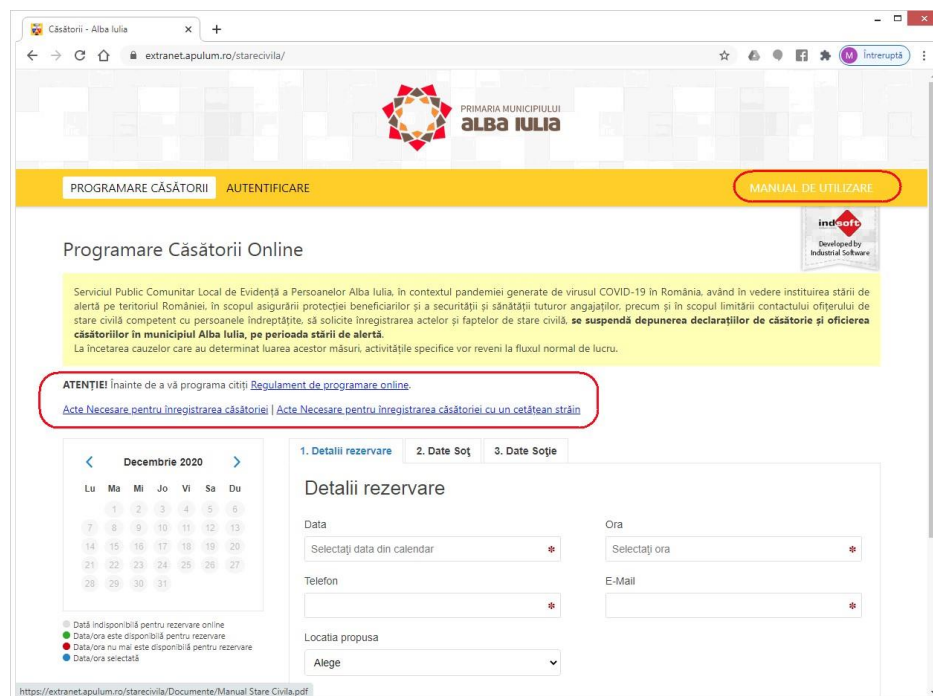 Căsătorii - Alba Iulia
extranet.apulum.ro/starecivila/
M
Întreruptă
PRIMARIA MUNICIPIULUI
ALBA IULIA
PROGRAMARE CĂSĂTORII
AUTENTIFICARE
MANUAL DE UTILIZARE
indsoft
Developed by
Industrial Software
Programare Căsătorii Online
Serviciul Public Comunitar Local de Evidență a Persoanelor Alba Iulia, în contextul pandemiei generate de virusul COVID-19 în România, având în vedere instituirea stării de
alertă pe teritoriul României, în scopul asigurării protecției beneficiarilor și a securității și sănătății tuturor angajaților, precum și în scopul limitării contactului ofițerului de
stare civilă competent cu persoanele îndreptățite, să solicite înregistrarea actelor și faptelor de stare civilă, se suspendă depunerea declarațiilor de căsătorie și oficierea
căsătoriilor în municipiul Alba Iulia, pe perioada stării de alertă.
La încetarea cauzelor care au determinat luarea acestor măsuri, activitățile specifice vor reveni la fluxul normal de lucru.
ATENȚIE! Înainte de a vă programa citiți Regulament de programare online.
Acte Necesare pentru înregistrarea căsătoriei | Acte Necesare pentru înregistrarea căsătoriei cu un cetățean străin
Decembrie 2020
Lu Ma Mi Jo Vi Sa Du
1 2 3 4 5 6
7 8 9 10 11 12 13
14 15 16 17 18 19 20
21 22 23 24 25 26 27
28 29 30 31
Dată indisponibilă pentru rezervare online
Data/ora este disponibilă pentru rezervare
Data/ora nu mai este disponibilă pentru rezervare
Data/ora selectată
1. Detalii rezervare
2. Date Soț
3. Date Soție
Detalii rezervare
Data
Ora
Selectați data din calendar *
Selectați ora *
Telefon
E-Mail
*
*
Locatia propusa
Alege
https://extranet.apulum.ro/starecivila/Documente/Manual Stare Civila.pdf